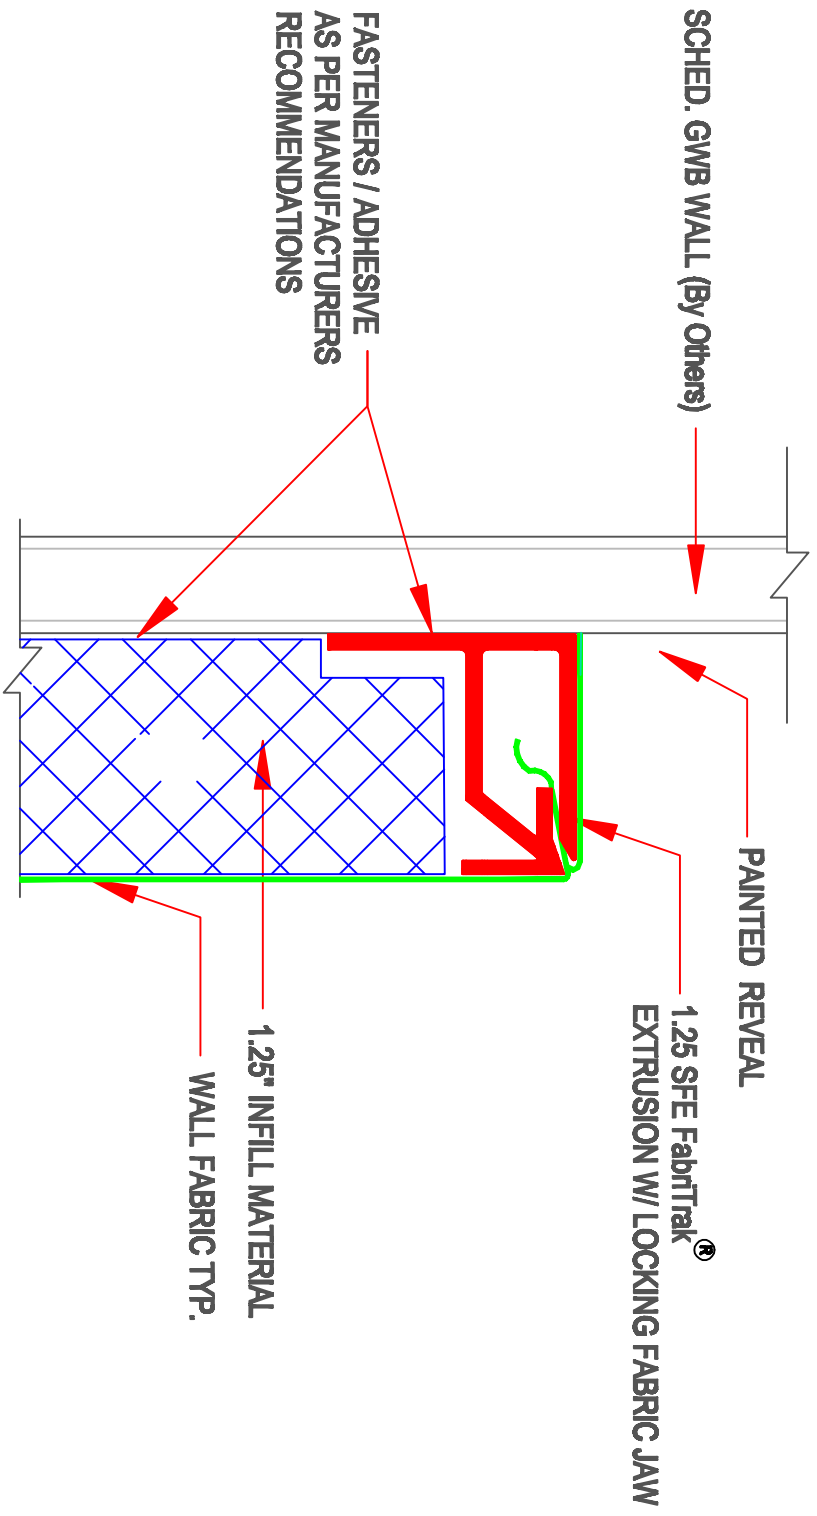 SCHED. GWB WALL (By Others)
FASTENERS / ADHESIVE
AS PER MANUFACTURERS
RECOMMENDATIONS
PAINTED REVEAL
1.25 SFE FabriTrak®
EXTRUSION W/ LOCKING FABRIC JAW
1.25" INFILL MATERIAL
WALL FABRIC TYP.